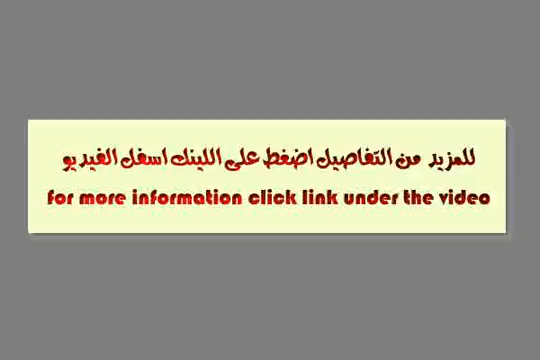 للمزيد من التفاصيل اضغط على اللينك اسفل الفيديو
for more information click link under the video